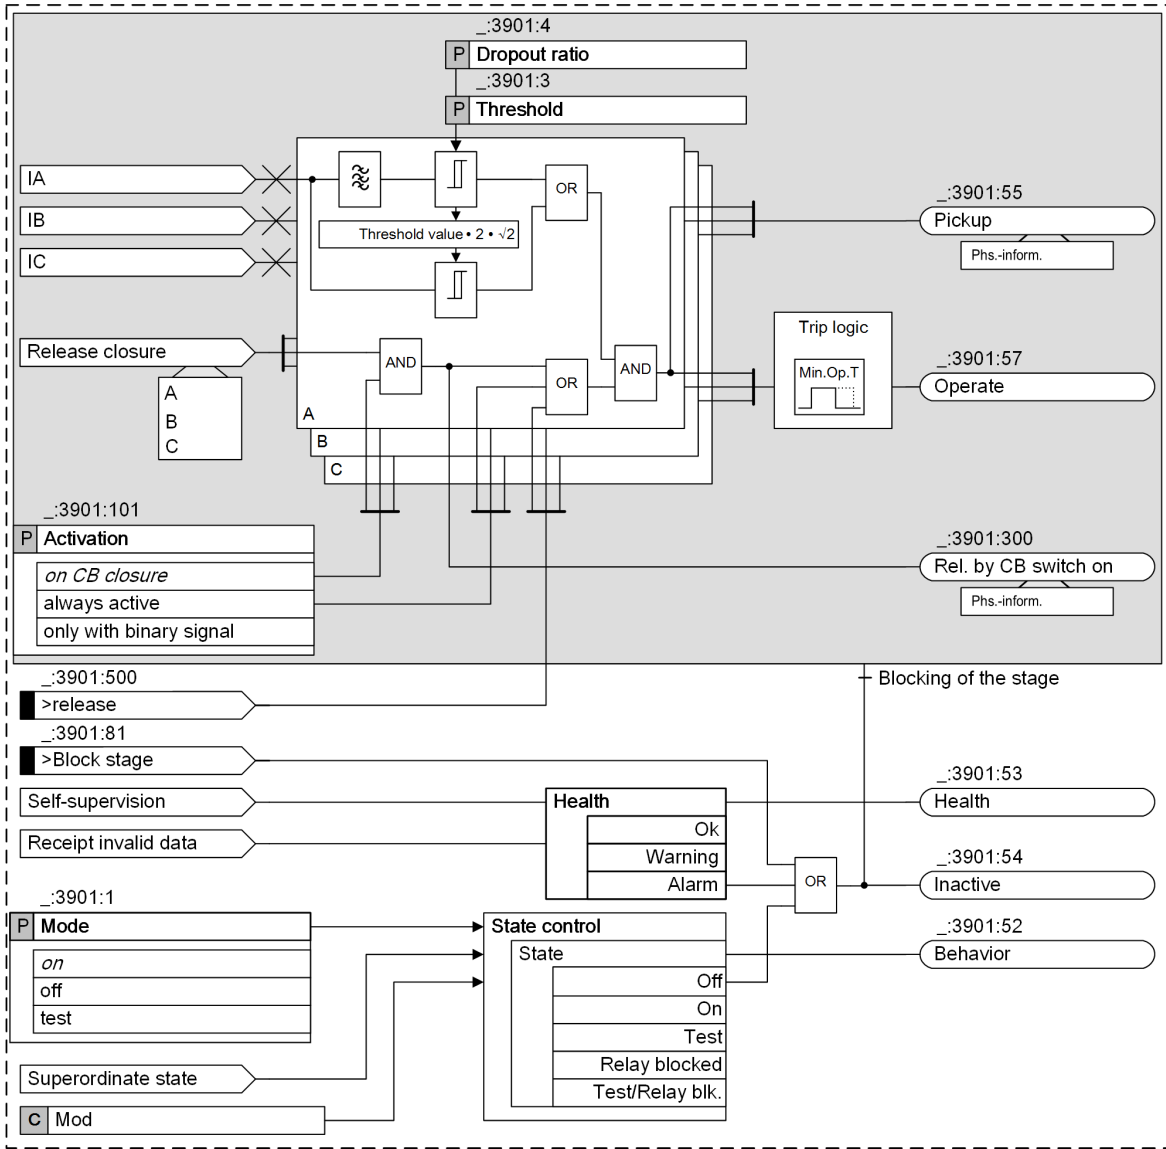 _:3901:4
P Dropout ratio
_:3901:3
P Threshold
IA
IB
IC
OR
Threshold value • 2 • √2
_:3901:55
Pickup
Phs.-inform.
Release closure
A
B
C
AND
OR
AND
A
B
C
Trip logic
Min.Op.T
_:3901:57
Operate
_:3901:101
P Activation
on CB closure
always active
only with binary signal
_:3901:300
Rel. by CB switch on
Phs.-inform.
_:3901:500
>release
Blocking of the stage
_:3901:81
>Block stage
Self-supervision
Receipt invalid data
Health
Ok
Warning
Alarm
OR
_:3901:53
Health
_:3901:54
Inactive
_:3901:52
Behavior
_:3901:1
P Mode
on
off
test
State control
State
Off
On
Test
Relay blocked
Test/Relay blk.
Superordinate state
C Mod